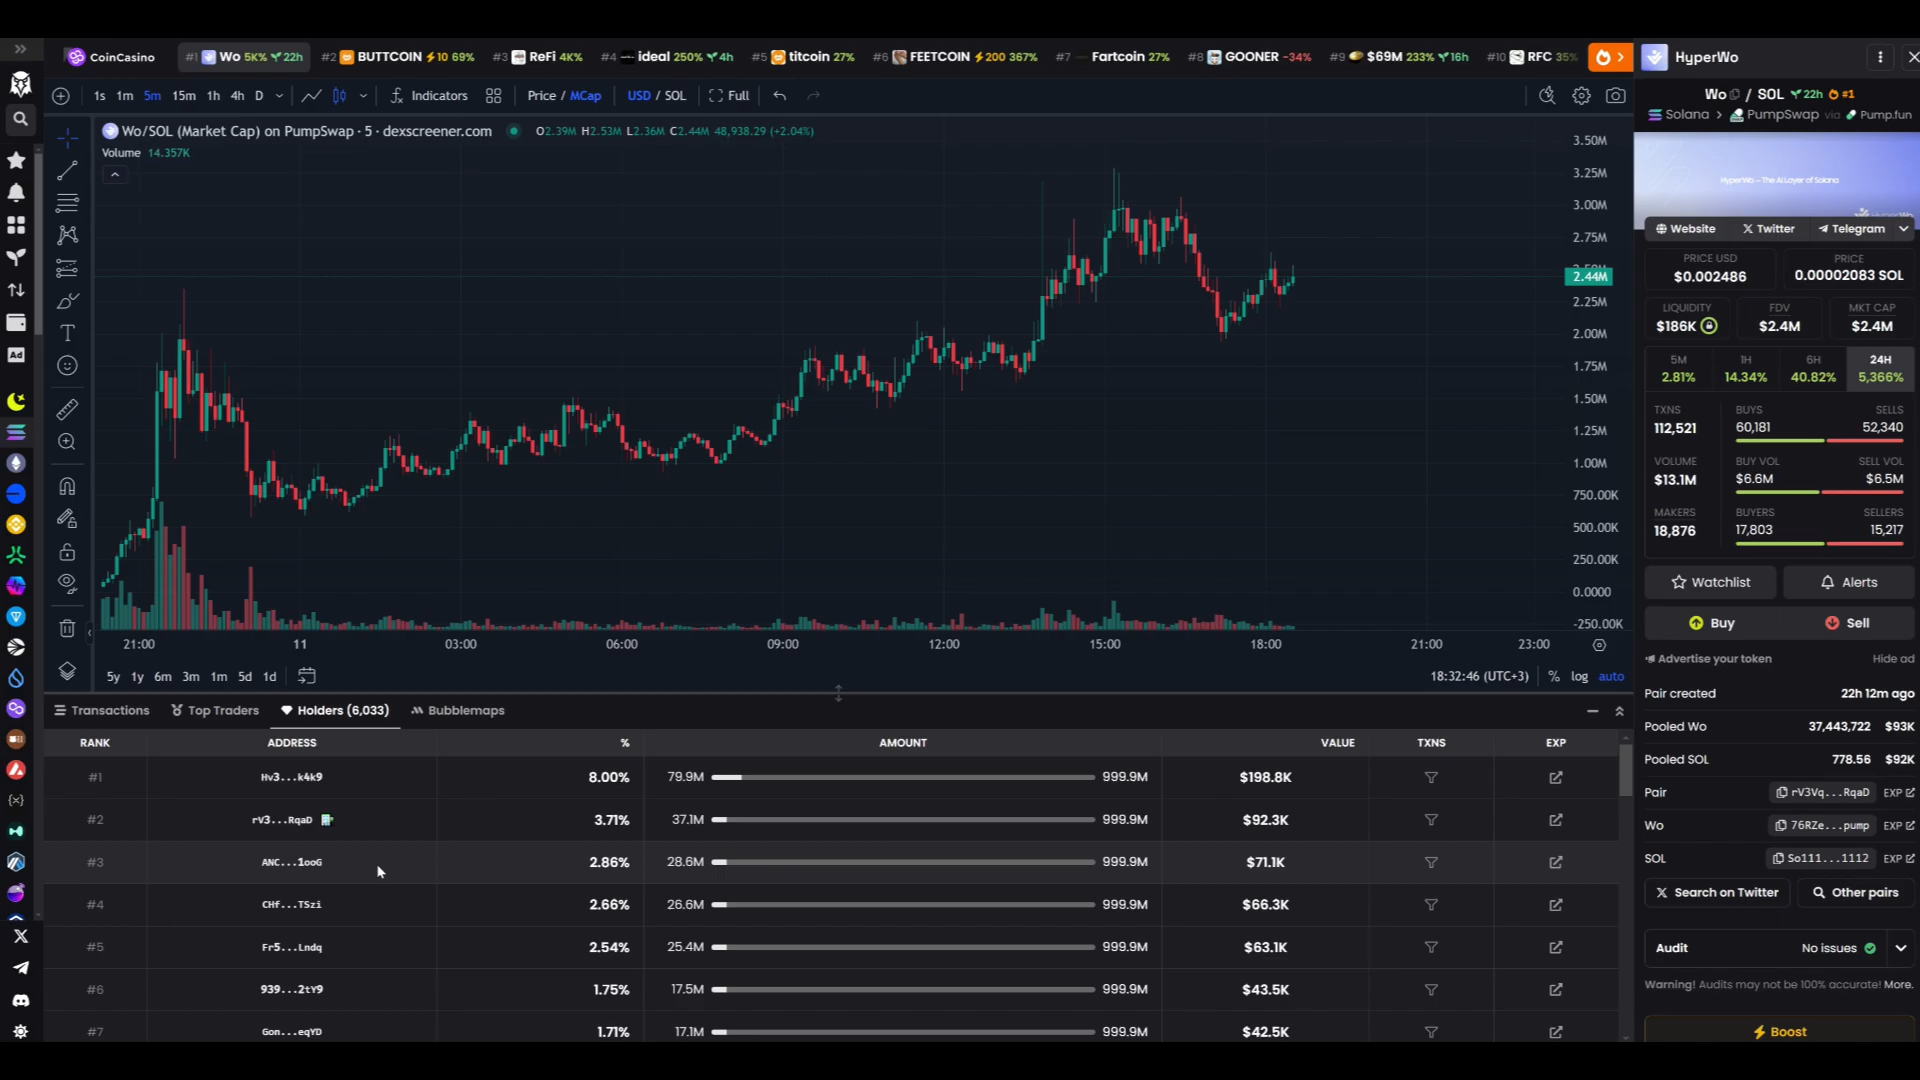 CoinCasino #1 Wo 5K% 22h #2 BUTTCOIN ⚡10 69% #3 ReFi 4K% #4 ideal 250% 4h #5 titcoin 27% #6 FEETCOIN ⚡200 367% #7 Fartcoin 27% #8 GOONER -34% #9 $69M 233% 16h #10 RFC 35%
HyperWo
1s 1m 5m 15m 1h 4h D Indicators Price / MCap USD / SOL Full
Wo / SOL 22h #1
Solana > PumpSwap via Pump.fun
Wo/SOL (Market Cap) on PumpSwap · 5 · dexscreener.com O2.39M H2.53M L2.36M C2.44M 48,938.29 (+2.04%)
Volume 14.357K
3.50M
3.25M
3.00M
2.75M
2.44M
2.25M
2.00M
1.75M
1.50M
1.25M
1.00M
750.00K
500.00K
250.00K
0.0000
-250.00K
21:00 11 03:00 06:00 09:00 12:00 15:00 18:00 21:00 23:00
5y 1y 6m 3m 1m 5d 1d 18:32:46 (UTC+3) % log auto
HyperWo – The AI Layer of Solana
HyperWo
Website Twitter Telegram
PRICE USD PRICE
$0.002486 0.00002083 SOL
LIQUIDITY FDV MKT CAP
$186K $2.4M $2.4M
5M 1H 6H 24H
2.81% 14.34% 40.82% 5,366%
TXNS BUYS SELLS
112,521 60,181 52,340
VOLUME BUY VOL SELL VOL
$13.1M $6.6M $6.5M
MAKERS BUYERS SELLERS
18,876 17,803 15,217
Watchlist Alerts
Buy Sell
Advertise your token Hide ad
Pair created 22h 12m ago
Pooled Wo 37,443,722 $93K
Pooled SOL 778.56 $92K
Pair rV3Vq...RqaD EXP
Wo 76RZe...pump EXP
SOL So111...1112 EXP
Search on Twitter Other pairs
Audit No issues
Warning! Audits may not be 100% accurate! More.
Boost
Ad
Transactions Top Traders Holders (6,033) Bubblemaps
RANK ADDRESS % AMOUNT VALUE TXNS EXP
#1 Hv3...k4k9 8.00% 79.9M 999.9M $198.8K
#2 rV3...RqaD 3.71% 37.1M 999.9M $92.3K
#3 ANC...1ooG 2.86% 28.6M 999.9M $71.1K
#4 CHf...TSzi 2.66% 26.6M 999.9M $66.3K
#5 Fr5...Lndq 2.54% 25.4M 999.9M $63.1K
#6 939...2tY9 1.75% 17.5M 999.9M $43.5K
#7 Gon...eqYD 1.71% 17.1M 999.9M $42.5K